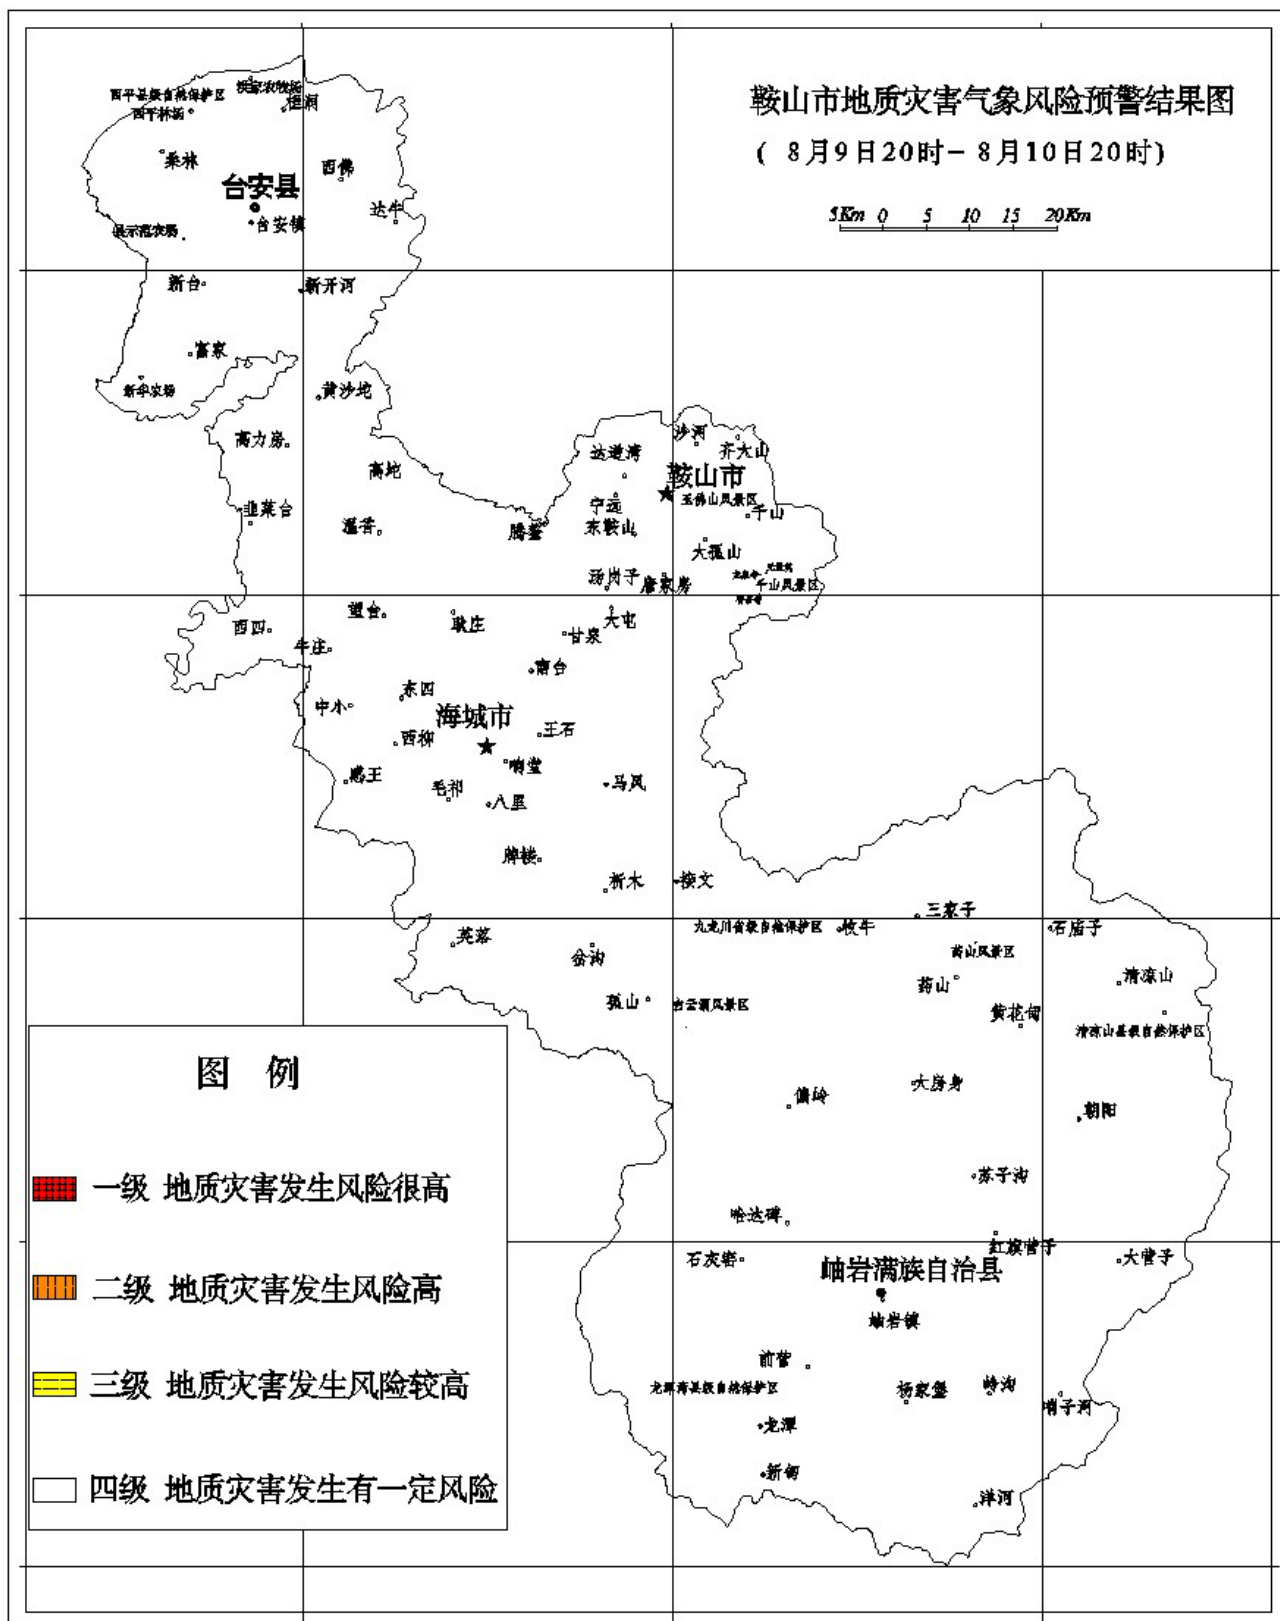 鞍山市地质灾害气象风险预警结果图
( 8月9日20时－8月10日20时)
5Km 0 5 10 15 20Km
西平县级自然保护区
西平林场
桓洞
桑林
西佛
台安县
台安镇
达牛
新台
新开河
富家
新华农场
黄沙坨
高力房
高坨
韭菜台
温香
腾鳌
沙河
齐大山
达道湾
鞍山市
宁远
玉佛山风景区
千山
东鞍山
大孤山
汤岗子
唐家房
千山风景区
西四
望台
耿庄
甘泉
大屯
牛庄
南台
东四
中小
海城市
王石
西柳
响堂
感王
毛祁
八里
马风
牌楼
析木
接文
三家子
九龙川省级自然保护区
牧牛
石庙子
英落
岔沟
药山风景区
药山
清凉山
孤山
黄花甸
清凉山县级自然保护区
偏岭
大房身
朝阳
苏子沟
哈达碑
石灰窑
红旗营子
大营子
岫岩满族自治县
岫岩镇
前营
杨家堡
岭沟
哨子河
龙潭
新甸
洋河
图 例
一级 地质灾害发生风险很高
二级 地质灾害发生风险高
三级 地质灾害发生风险较高
四级 地质灾害发生有一定风险